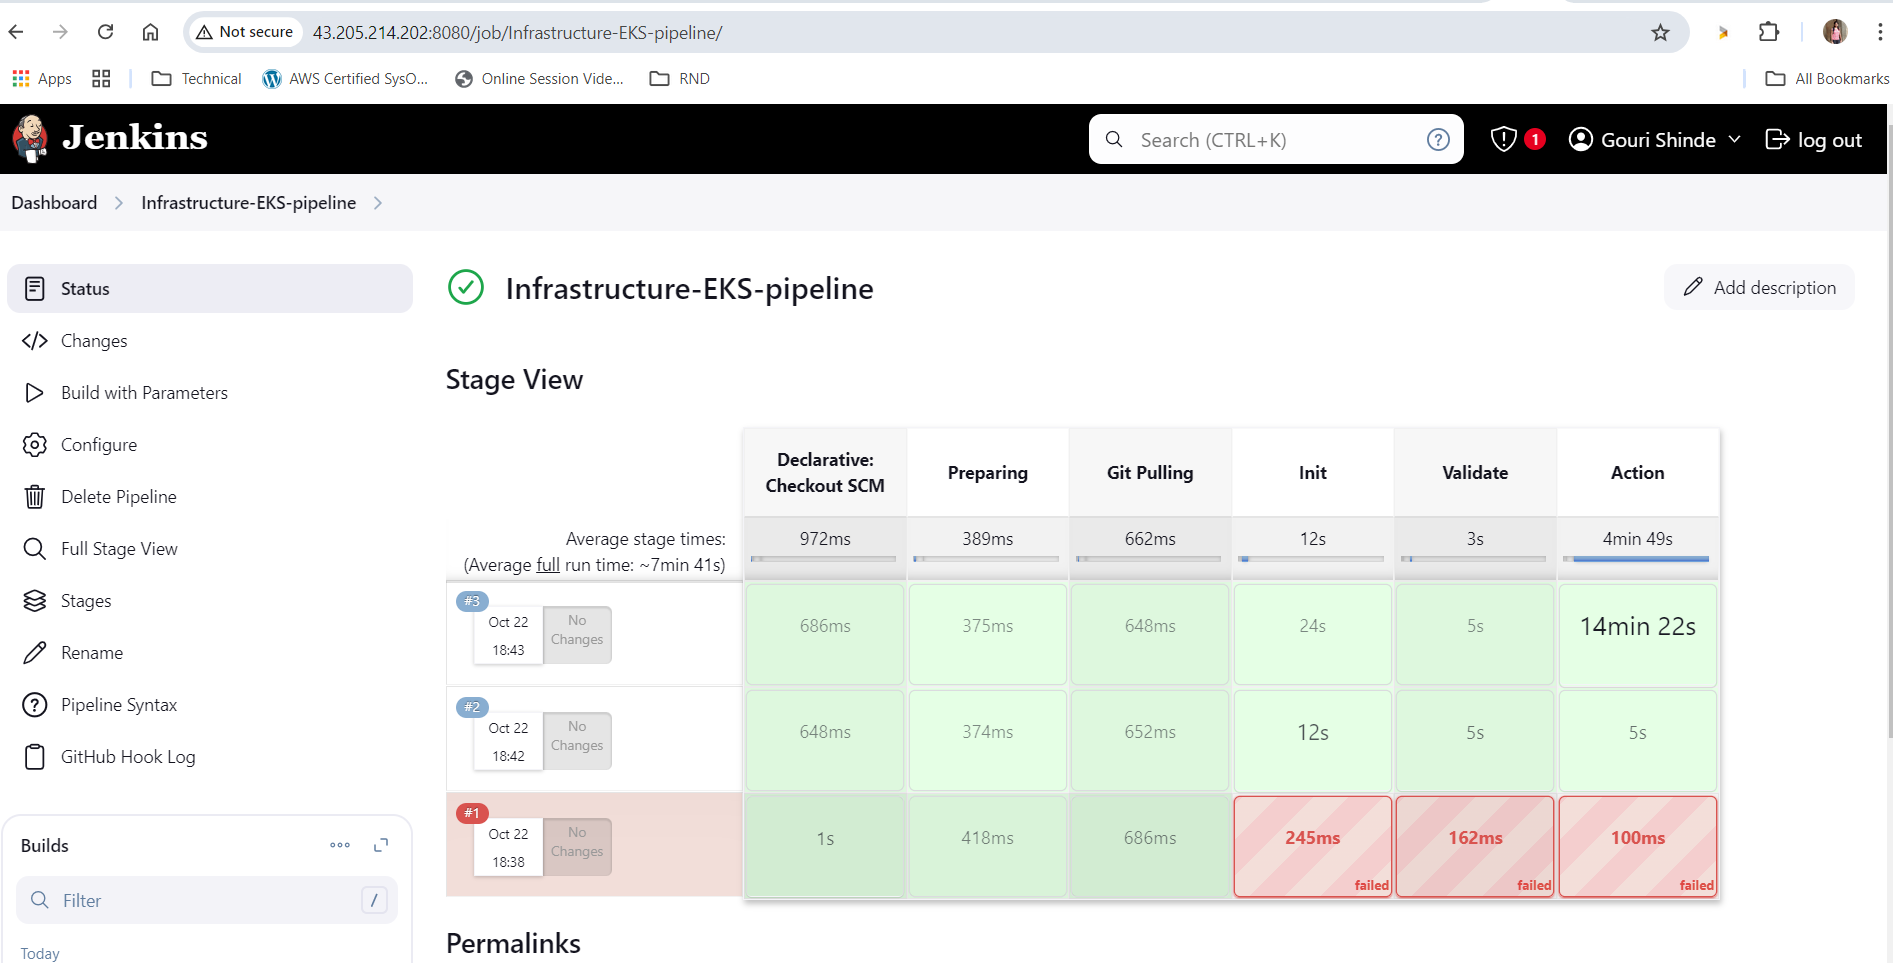 Not secure 43.205.214.202:8080/job/Infrastructure-EKS-pipeline/
Apps Technical AWS Certified SysO... Online Session Vide... RND All Bookmarks
Jenkins Search (CTRL+K) ? 1 Gouri Shinde log out
Dashboard Infrastructure-EKS-pipeline
Status
Changes
Build with Parameters
Configure
Delete Pipeline
Full Stage View
Stages
Rename
Pipeline Syntax
GitHub Hook Log
Builds
Filter /
Today
Infrastructure-EKS-pipeline Add description
Stage View
Declarative: Checkout SCM Preparing Git Pulling Init Validate Action
Average stage times: 972ms 389ms 662ms 12s 3s 4min 49s
(Average full run time: ~7min 41s)
#3
Oct 22 18:43 No Changes 686ms 375ms 648ms 24s 5s 14min 22s
#2
Oct 22 18:42 No Changes 648ms 374ms 652ms 12s 5s 5s
#1
Oct 22 18:38 No Changes 1s 418ms 686ms 245ms 162ms 100ms
failed failed failed
Permalinks